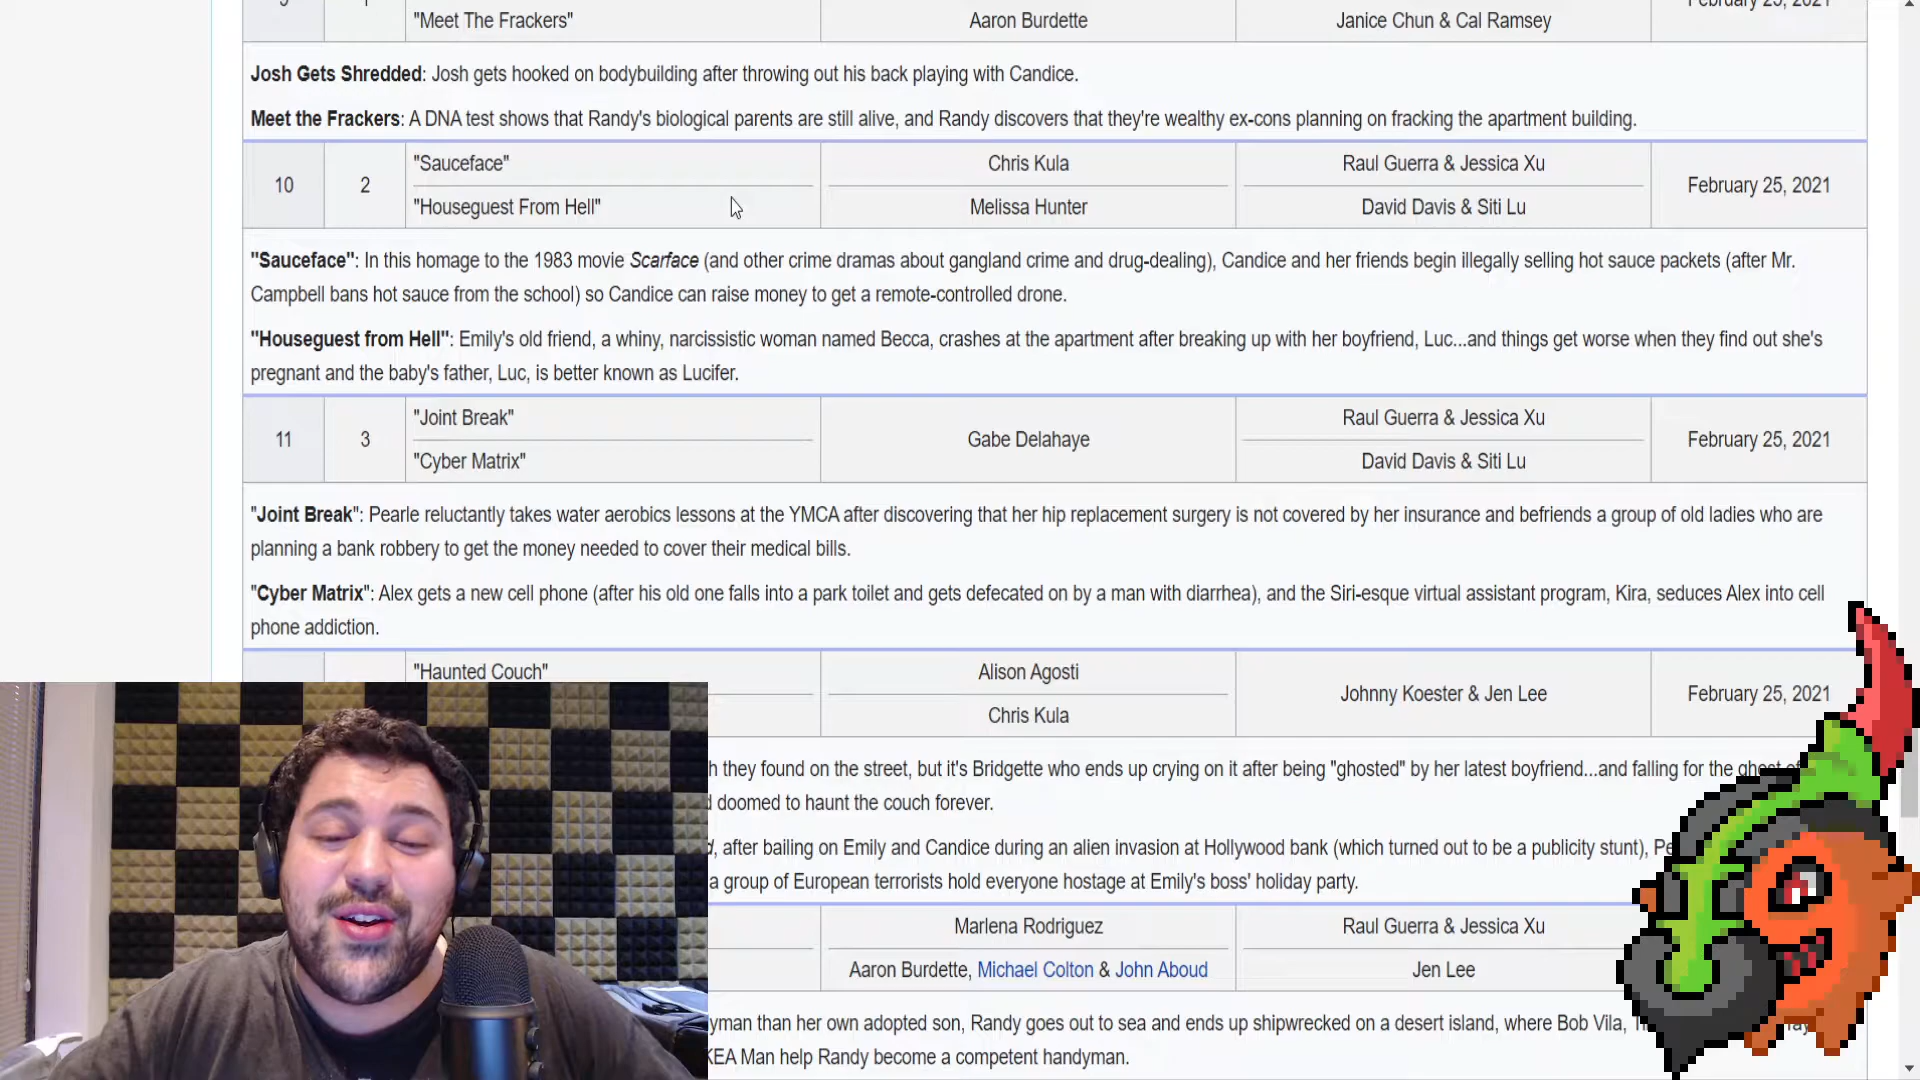 "Meet The Frackers" Aaron Burdette Janice Chun & Cal Ramsey
Josh Gets Shredded: Josh gets hooked on bodybuilding after throwing out his back playing with Candice.
Meet the Frackers: A DNA test shows that Randy's biological parents are still alive, and Randy discovers that they're wealthy ex-cons planning on fracking the apartment building.
10 2 "Sauceface" Chris Kula Raul Guerra & Jessica Xu February 25, 2021
"Houseguest From Hell" Melissa Hunter David Davis & Siti Lu
"Sauceface": In this homage to the 1983 movie Scarface (and other crime dramas about gangland crime and drug-dealing), Candice and her friends begin illegally selling hot sauce packets (after Mr.
Campbell bans hot sauce from the school) so Candice can raise money to get a remote-controlled drone.
"Houseguest from Hell": Emily's old friend, a whiny, narcissistic woman named Becca, crashes at the apartment after breaking up with her boyfriend, Luc...and things get worse when they find out she's
pregnant and the baby's father, Luc, is better known as Lucifer.
11 3 "Joint Break" Gabe Delahaye Raul Guerra & Jessica Xu February 25, 2021
"Cyber Matrix" David Davis & Siti Lu
"Joint Break": Pearle reluctantly takes water aerobics lessons at the YMCA after discovering that her hip replacement surgery is not covered by her insurance and befriends a group of old ladies who are
planning a bank robbery to get the money needed to cover their medical bills.
"Cyber Matrix": Alex gets a new cell phone (after his old one falls into a park toilet and gets defecated on by a man with diarrhea), and the Siri-esque virtual assistant program, Kira, seduces Alex into cell
phone addiction.
"Haunted Couch" Alison Agosti Johnny Koester & Jen Lee February 25, 2021
Chris Kula
they found on the street, but it's Bridgette who ends up crying on it after being "ghosted" by her latest boyfriend...and falling for the ghost of
doomed to haunt the couch forever.
after bailing on Emily and Candice during an alien invasion at Hollywood bank (which turned out to be a publicity stunt),
a group of European terrorists hold everyone hostage at Emily's boss' holiday party.
Marlena Rodriguez Raul Guerra & Jessica Xu
Aaron Burdette, Michael Colton & John Aboud Jen Lee
than her own adopted son, Randy goes out to sea and ends up shipwrecked on a desert island, where Bob Vila,
Man help Randy become a competent handyman.